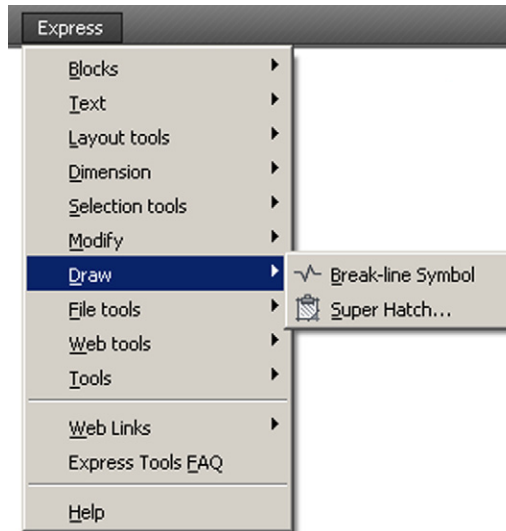 Express
Blocks
Text
Layout tools
Dimension
Selection tools
Modify
Draw
Break-line Symbol
File tools
Super Hatch...
Web tools
Tools
Web Links
Express Tools FAQ
Help